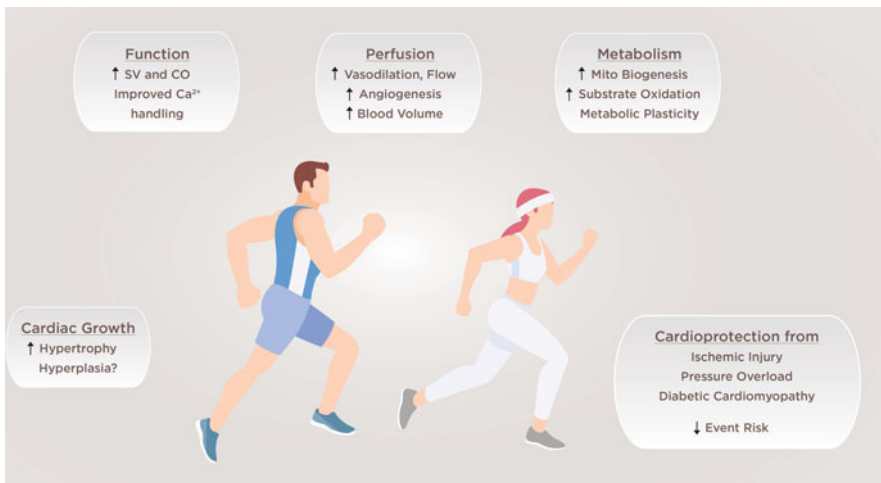 Function
↑ SV and CO
Improved Ca²⁺
handling
Perfusion
↑ Vasodilation, Flow
↑ Angiogenesis
↑ Blood Volume
Metabolism
↑ Mito Biogenesis
↑ Substrate Oxidation
Metabolic Plasticity
Cardiac Growth
↑ Hypertrophy
Hyperplasia?
Cardioprotection from
Ischemic Injury
Pressure Overload
Diabetic Cardiomyopathy
↓ Event Risk